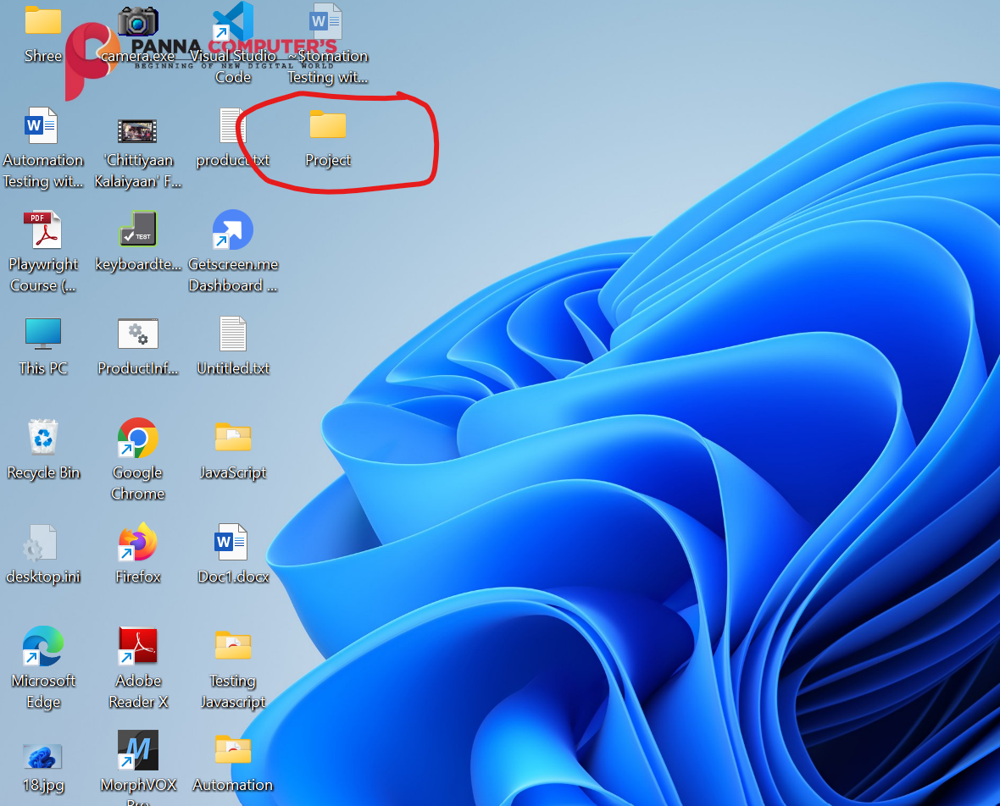 PANNA COMPUTER'S
BEGINNING OF NEW DIGITAL WORLD
Shree
camera.exe
Visual Studio
Code
~$tomation
Testing wit...
Automation
Testing wit...
'Chittiyaan
Kalaiyaan' F...
product.txt
Project
PDF
Playwright
Course (...
TEST
keyboardte...
Getscreen.me
Dashboard ...
This PC
ProductInf...
Untitled.txt
Recycle Bin
Google
Chrome
JavaScript
desktop.ini
Firefox
Doc1.docx
Microsoft
Edge
Adobe
Reader X
Testing
Javascript
18.jpg
MorphVOX
Pro
Automation